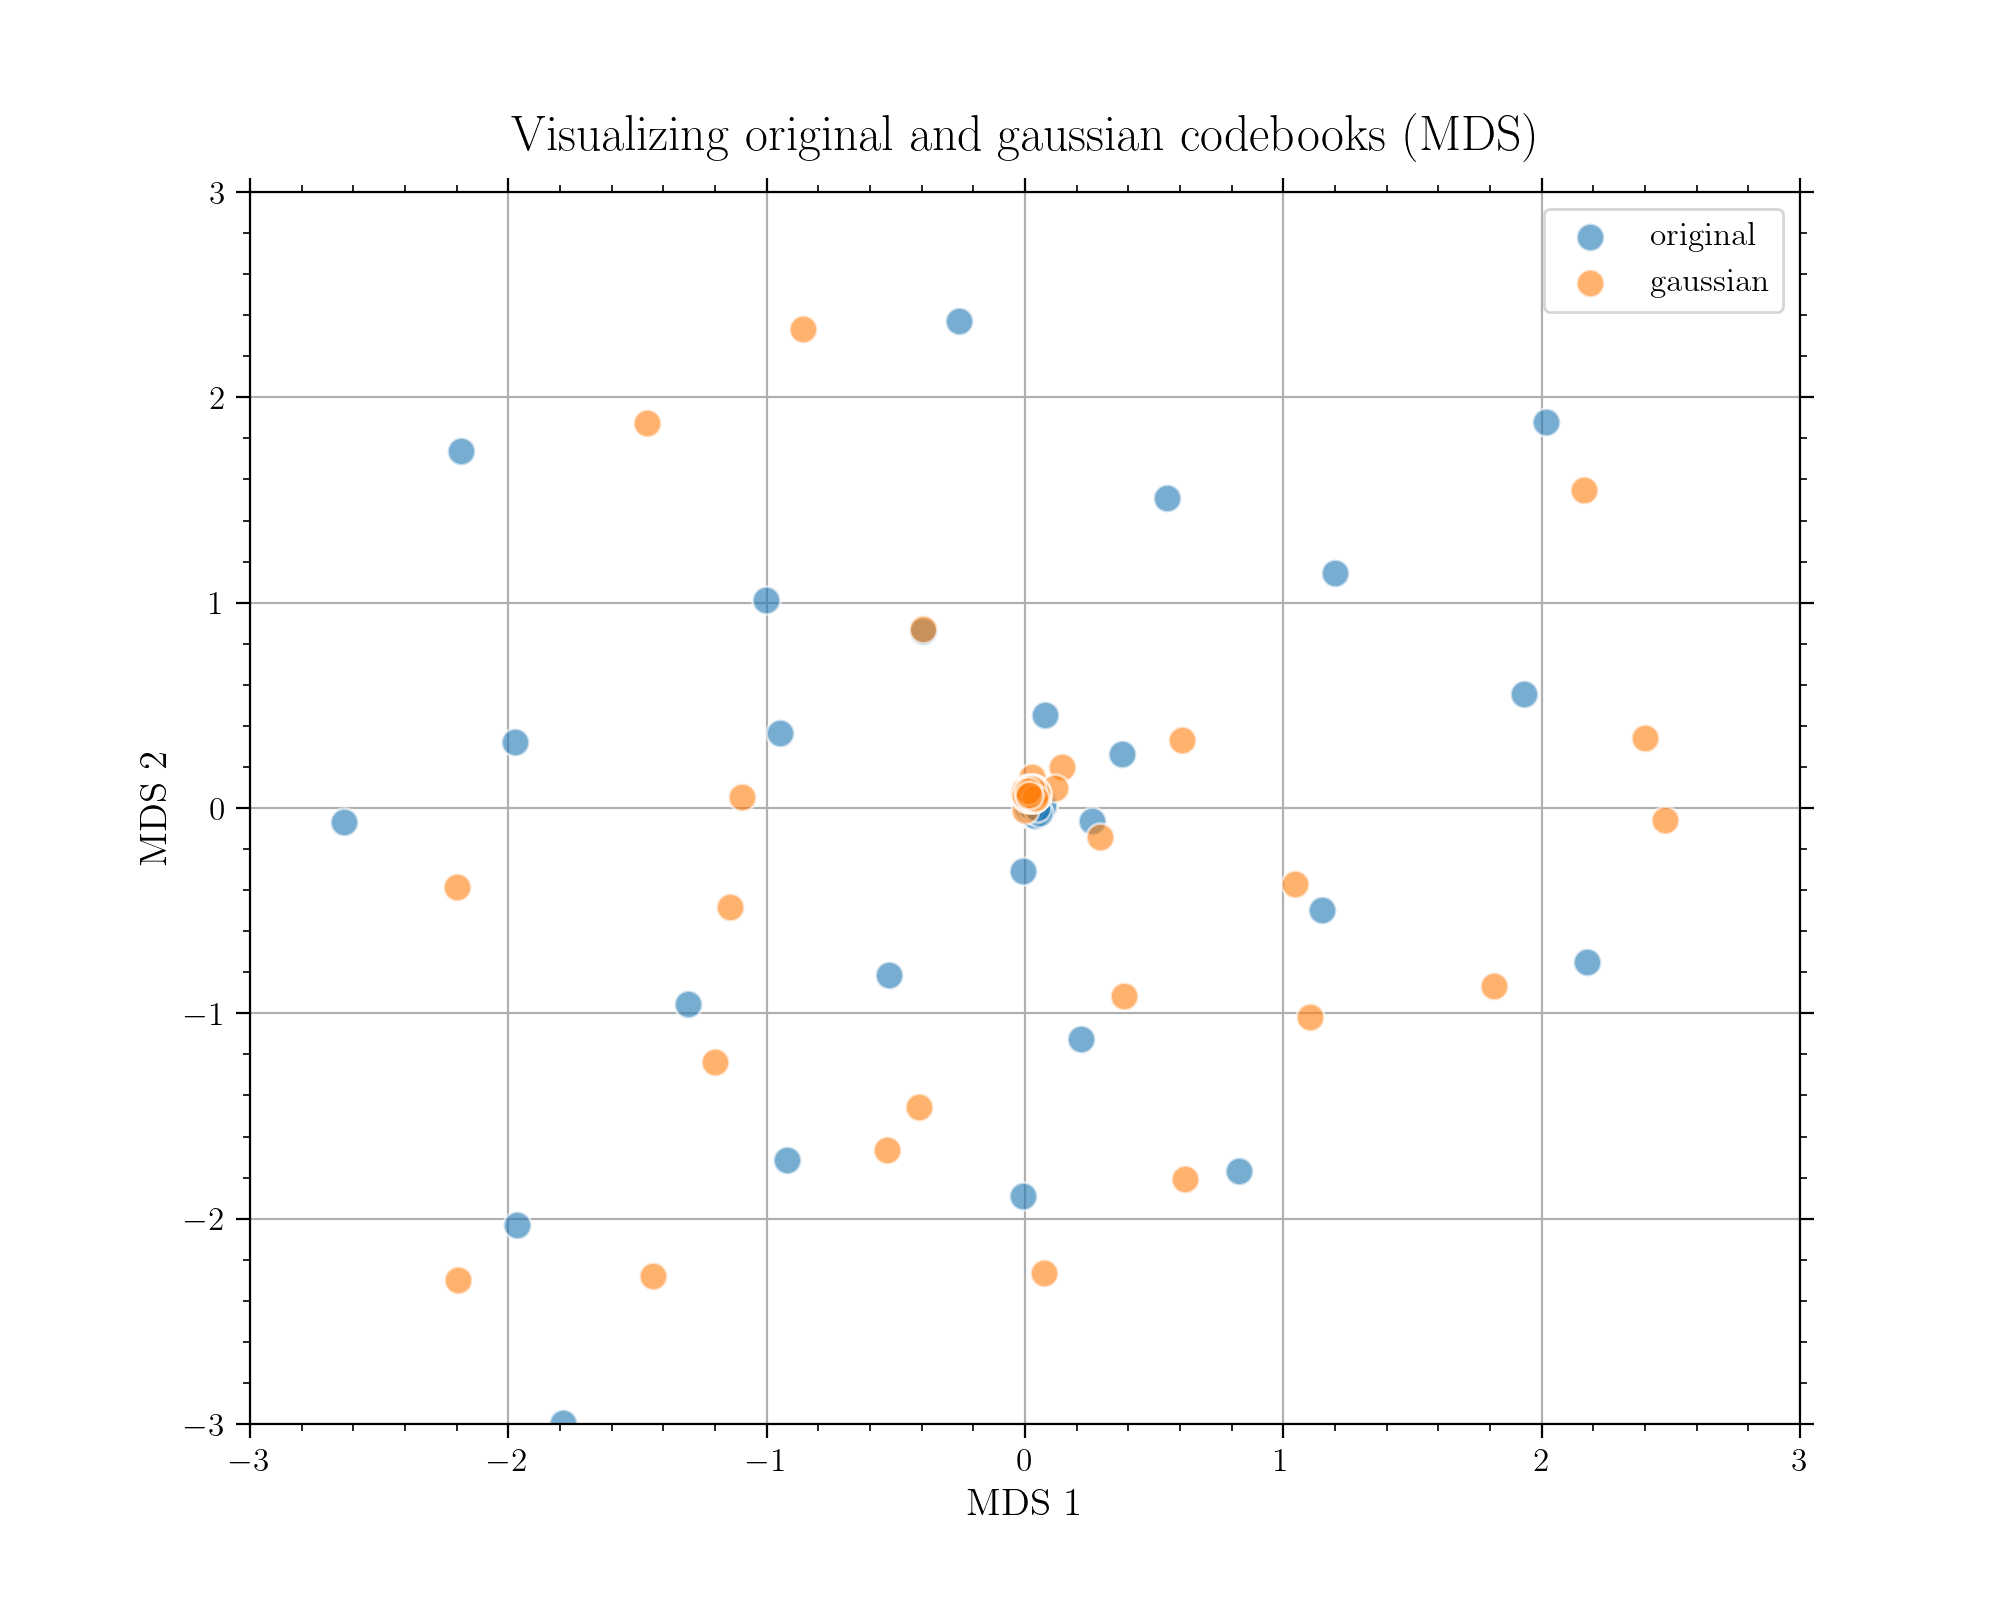 Visualizing original and gaussian codebooks (MDS)
original
gaussian
3
2
1
0
−1
−2
−3
MDS 2
−3
−2
−1
0
1
2
3
MDS 1